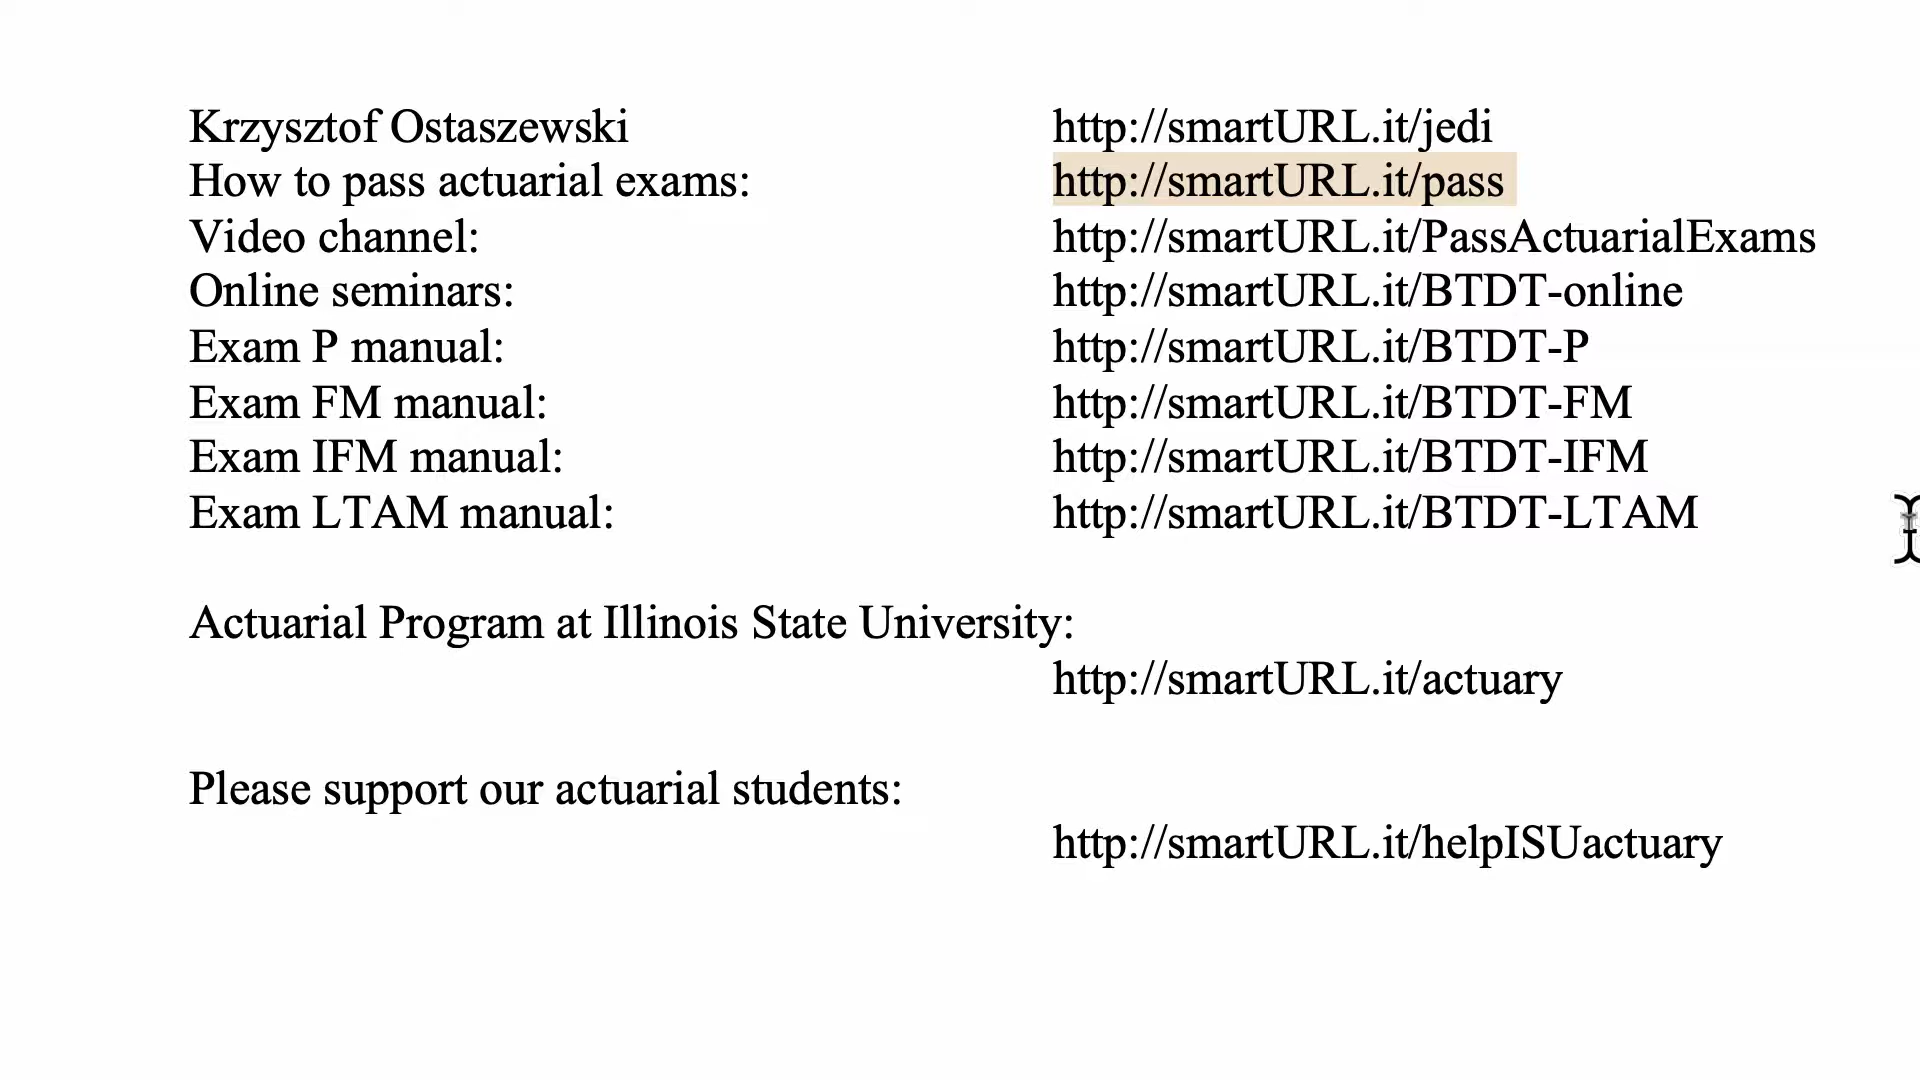 Krzysztof Ostaszewski http://smartURL.it/jedi
How to pass actuarial exams: http://smartURL.it/pass
Video channel: http://smartURL.it/PassActuarialExams
Online seminars: http://smartURL.it/BTDT-online
Exam P manual: http://smartURL.it/BTDT-P
Exam FM manual: http://smartURL.it/BTDT-FM
Exam IFM manual: http://smartURL.it/BTDT-IFM
Exam LTAM manual: http://smartURL.it/BTDT-LTAM
Actuarial Program at Illinois State University:
http://smartURL.it/actuary
Please support our actuarial students:
http://smartURL.it/helpISUactuary